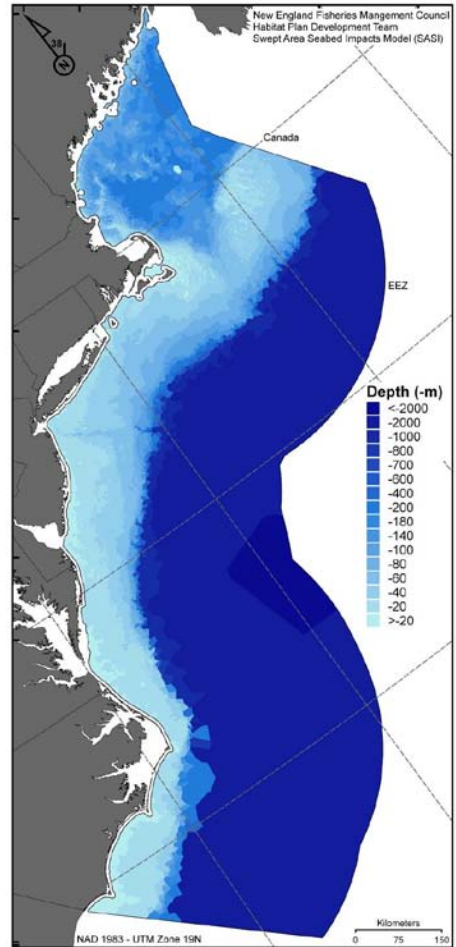 New England Fisheries Mangement Council
Habitat Plan Development Team
Swept Area Seabed Impacts Model (SASI)
38
N
Canada
EEZ
Depth (-m)
<-2000
-2000
-1000
-800
-700
-600
-400
-200
-180
-140
-100
-80
-60
-40
-20
>-20
Kilometers
0 75 150
NAD 1983 - UTM Zone 19N